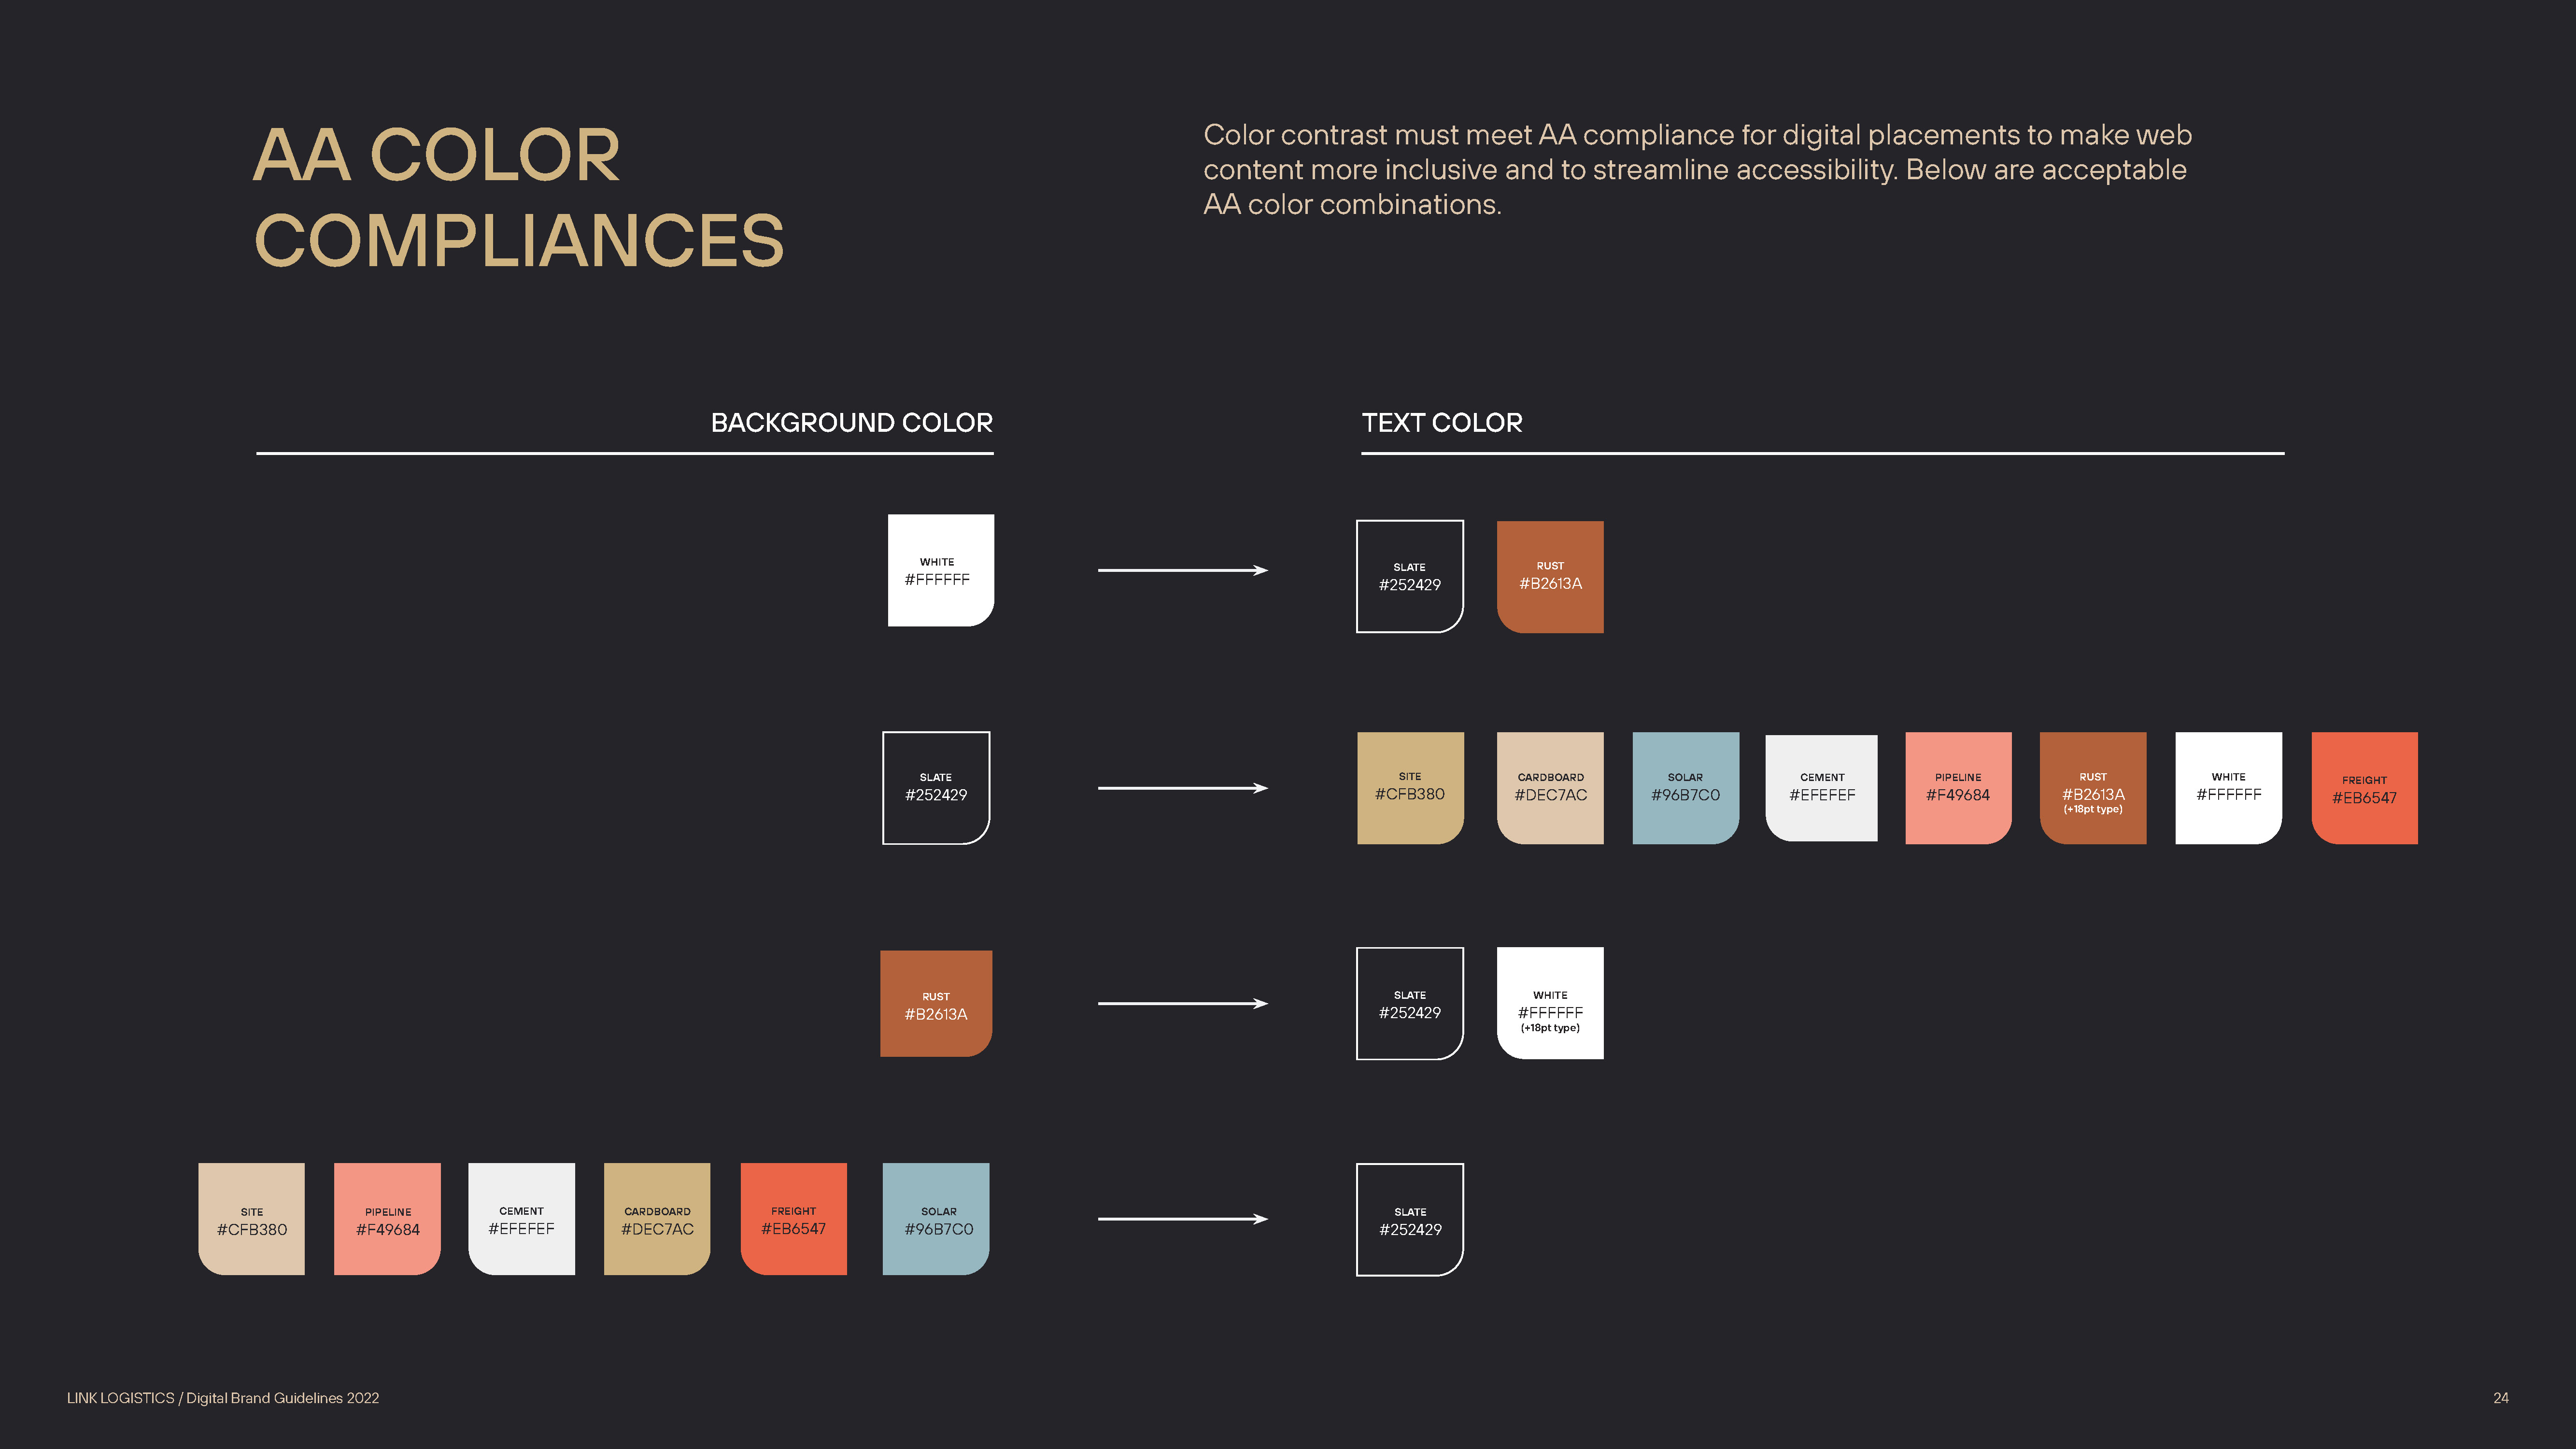 AA COLOR
COMPLIANCES
Color contrast must meet AA compliance for digital placements to make web
content more inclusive and to streamline accessibility. Below are acceptable
AA color combinations.
BACKGROUND COLOR
TEXT COLOR
WHITE
#FFFFFF
SLATE
#252429
RUST
#B2613A
SLATE
#252429
SITE
#CFB380
CARDBOARD
#DEC7AC
SOLAR
#96B7C0
CEMENT
#EFEFEF
PIPELINE
#F49684
RUST
#B2613A
(+18pt type)
WHITE
#FFFFFF
FREIGHT
#EB6547
RUST
#B2613A
SLATE
#252429
WHITE
#FFFFFF
(+18pt type)
SITE
#CFB380
PIPELINE
#F49684
CEMENT
#EFEFEF
CARDBOARD
#DEC7AC
FREIGHT
#EB6547
SOLAR
#96B7C0
SLATE
#252429
LINK LOGISTICS / Digital Brand Guidelines 2022
24